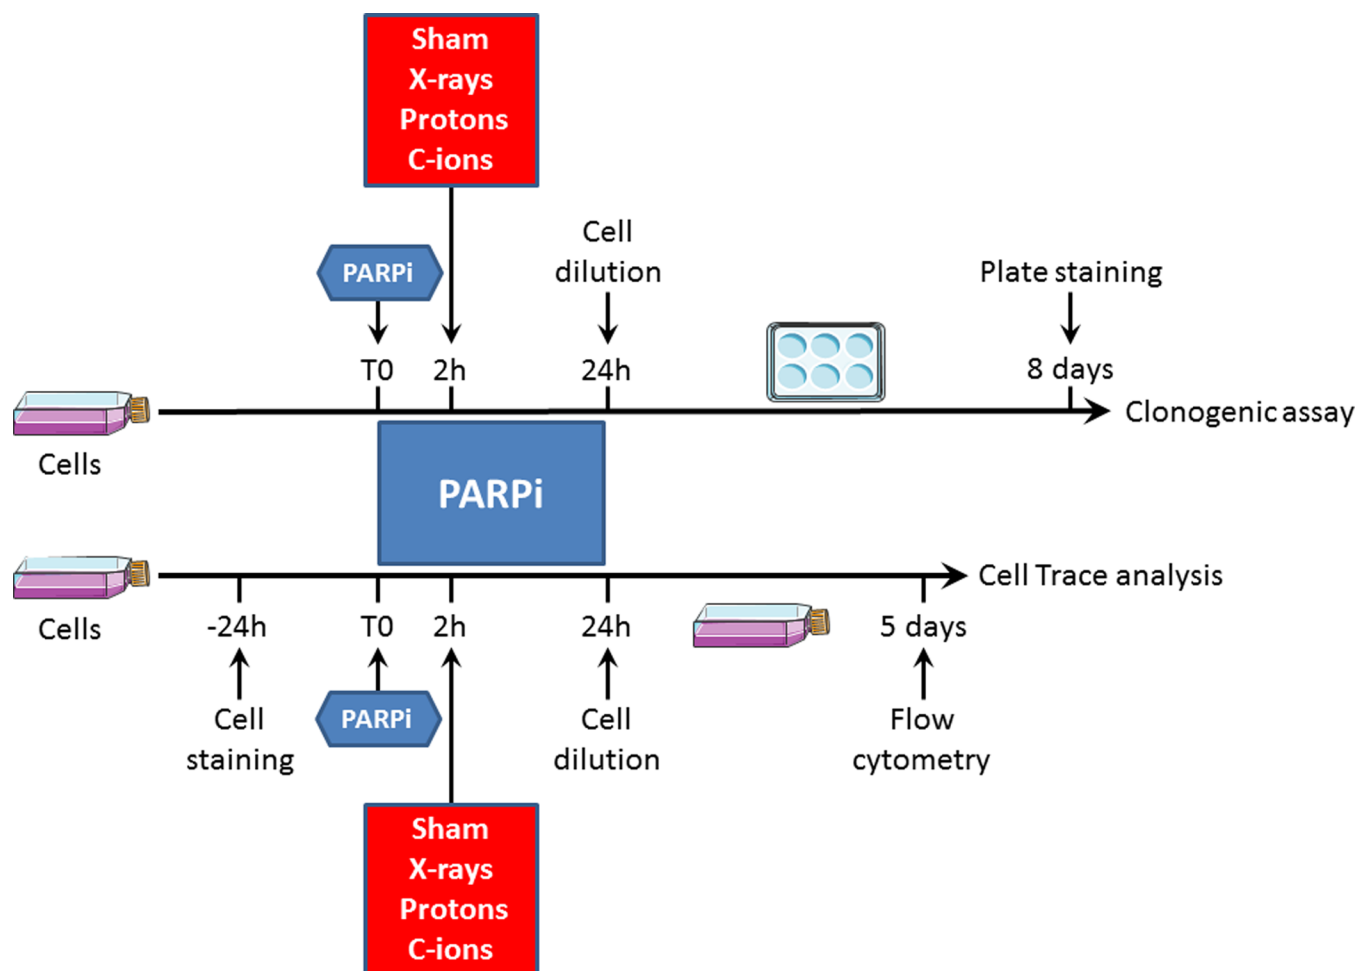 Sham
X-rays
Protons
C-ions
PARPi
Cell
dilution
Plate staining
T0 2h 24h 8 days
Clonogenic assay
Cells
PARPi
Cell Trace analysis
Cells
-24h T0 2h 24h 5 days
Cell
staining
PARPi
Cell
dilution
Flow
cytometry
Sham
X-rays
Protons
C-ions